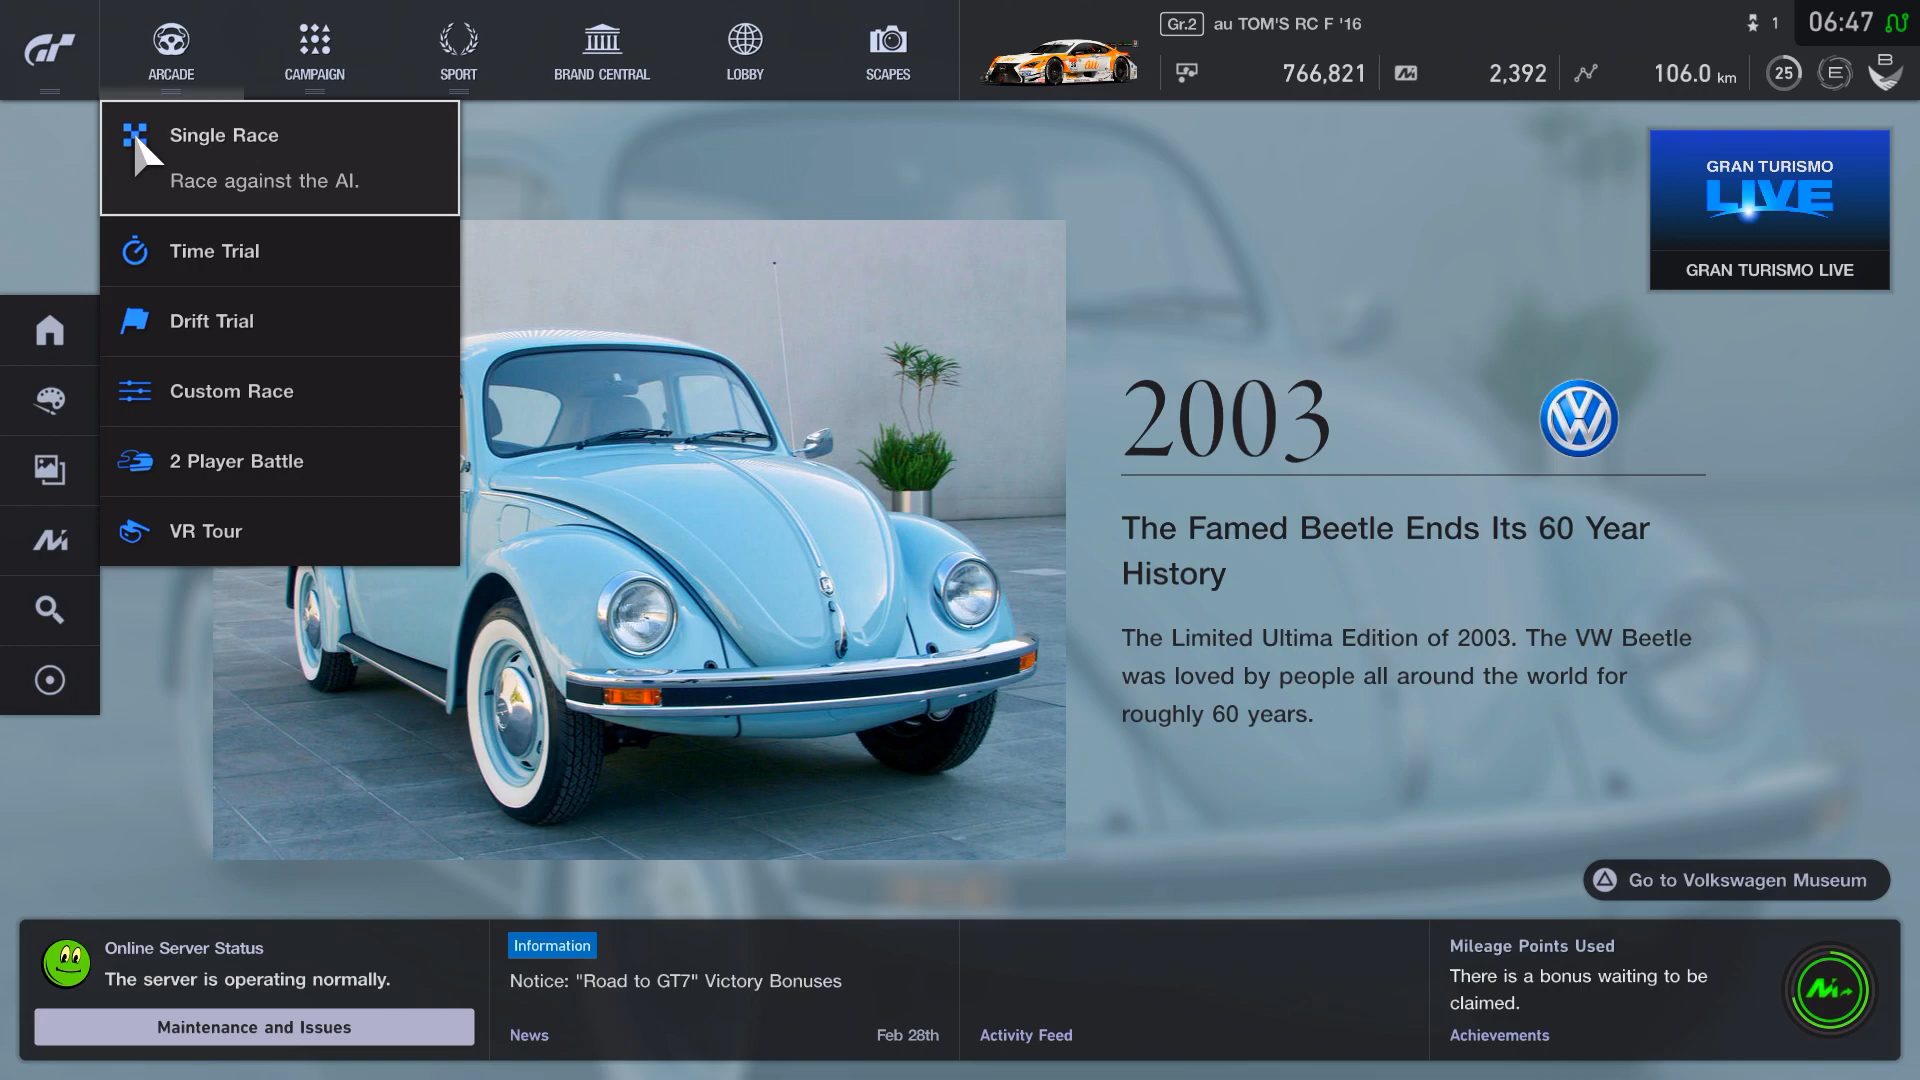 GT
ARCADE
CAMPAIGN
SPORT
BRAND CENTRAL
LOBBY
SCAPES
Gr.2 au TOM'S RC F '16
1
06:47
766,821
2,392
106.0 km
25
E
B
Single Race
Race against the AI.
Time Trial
Drift Trial
Custom Race
2 Player Battle
VR Tour
GRAN TURISMO
LIVE
GRAN TURISMO LIVE
2003
The Famed Beetle Ends Its 60 Year
History
The Limited Ultima Edition of 2003. The VW Beetle
was loved by people all around the world for
roughly 60 years.
Go to Volkswagen Museum
Online Server Status
The server is operating normally.
Maintenance and Issues
Information
Notice: "Road to GT7" Victory Bonuses
News
Feb 28th
Activity Feed
Mileage Points Used
There is a bonus waiting to be
claimed.
Achievements